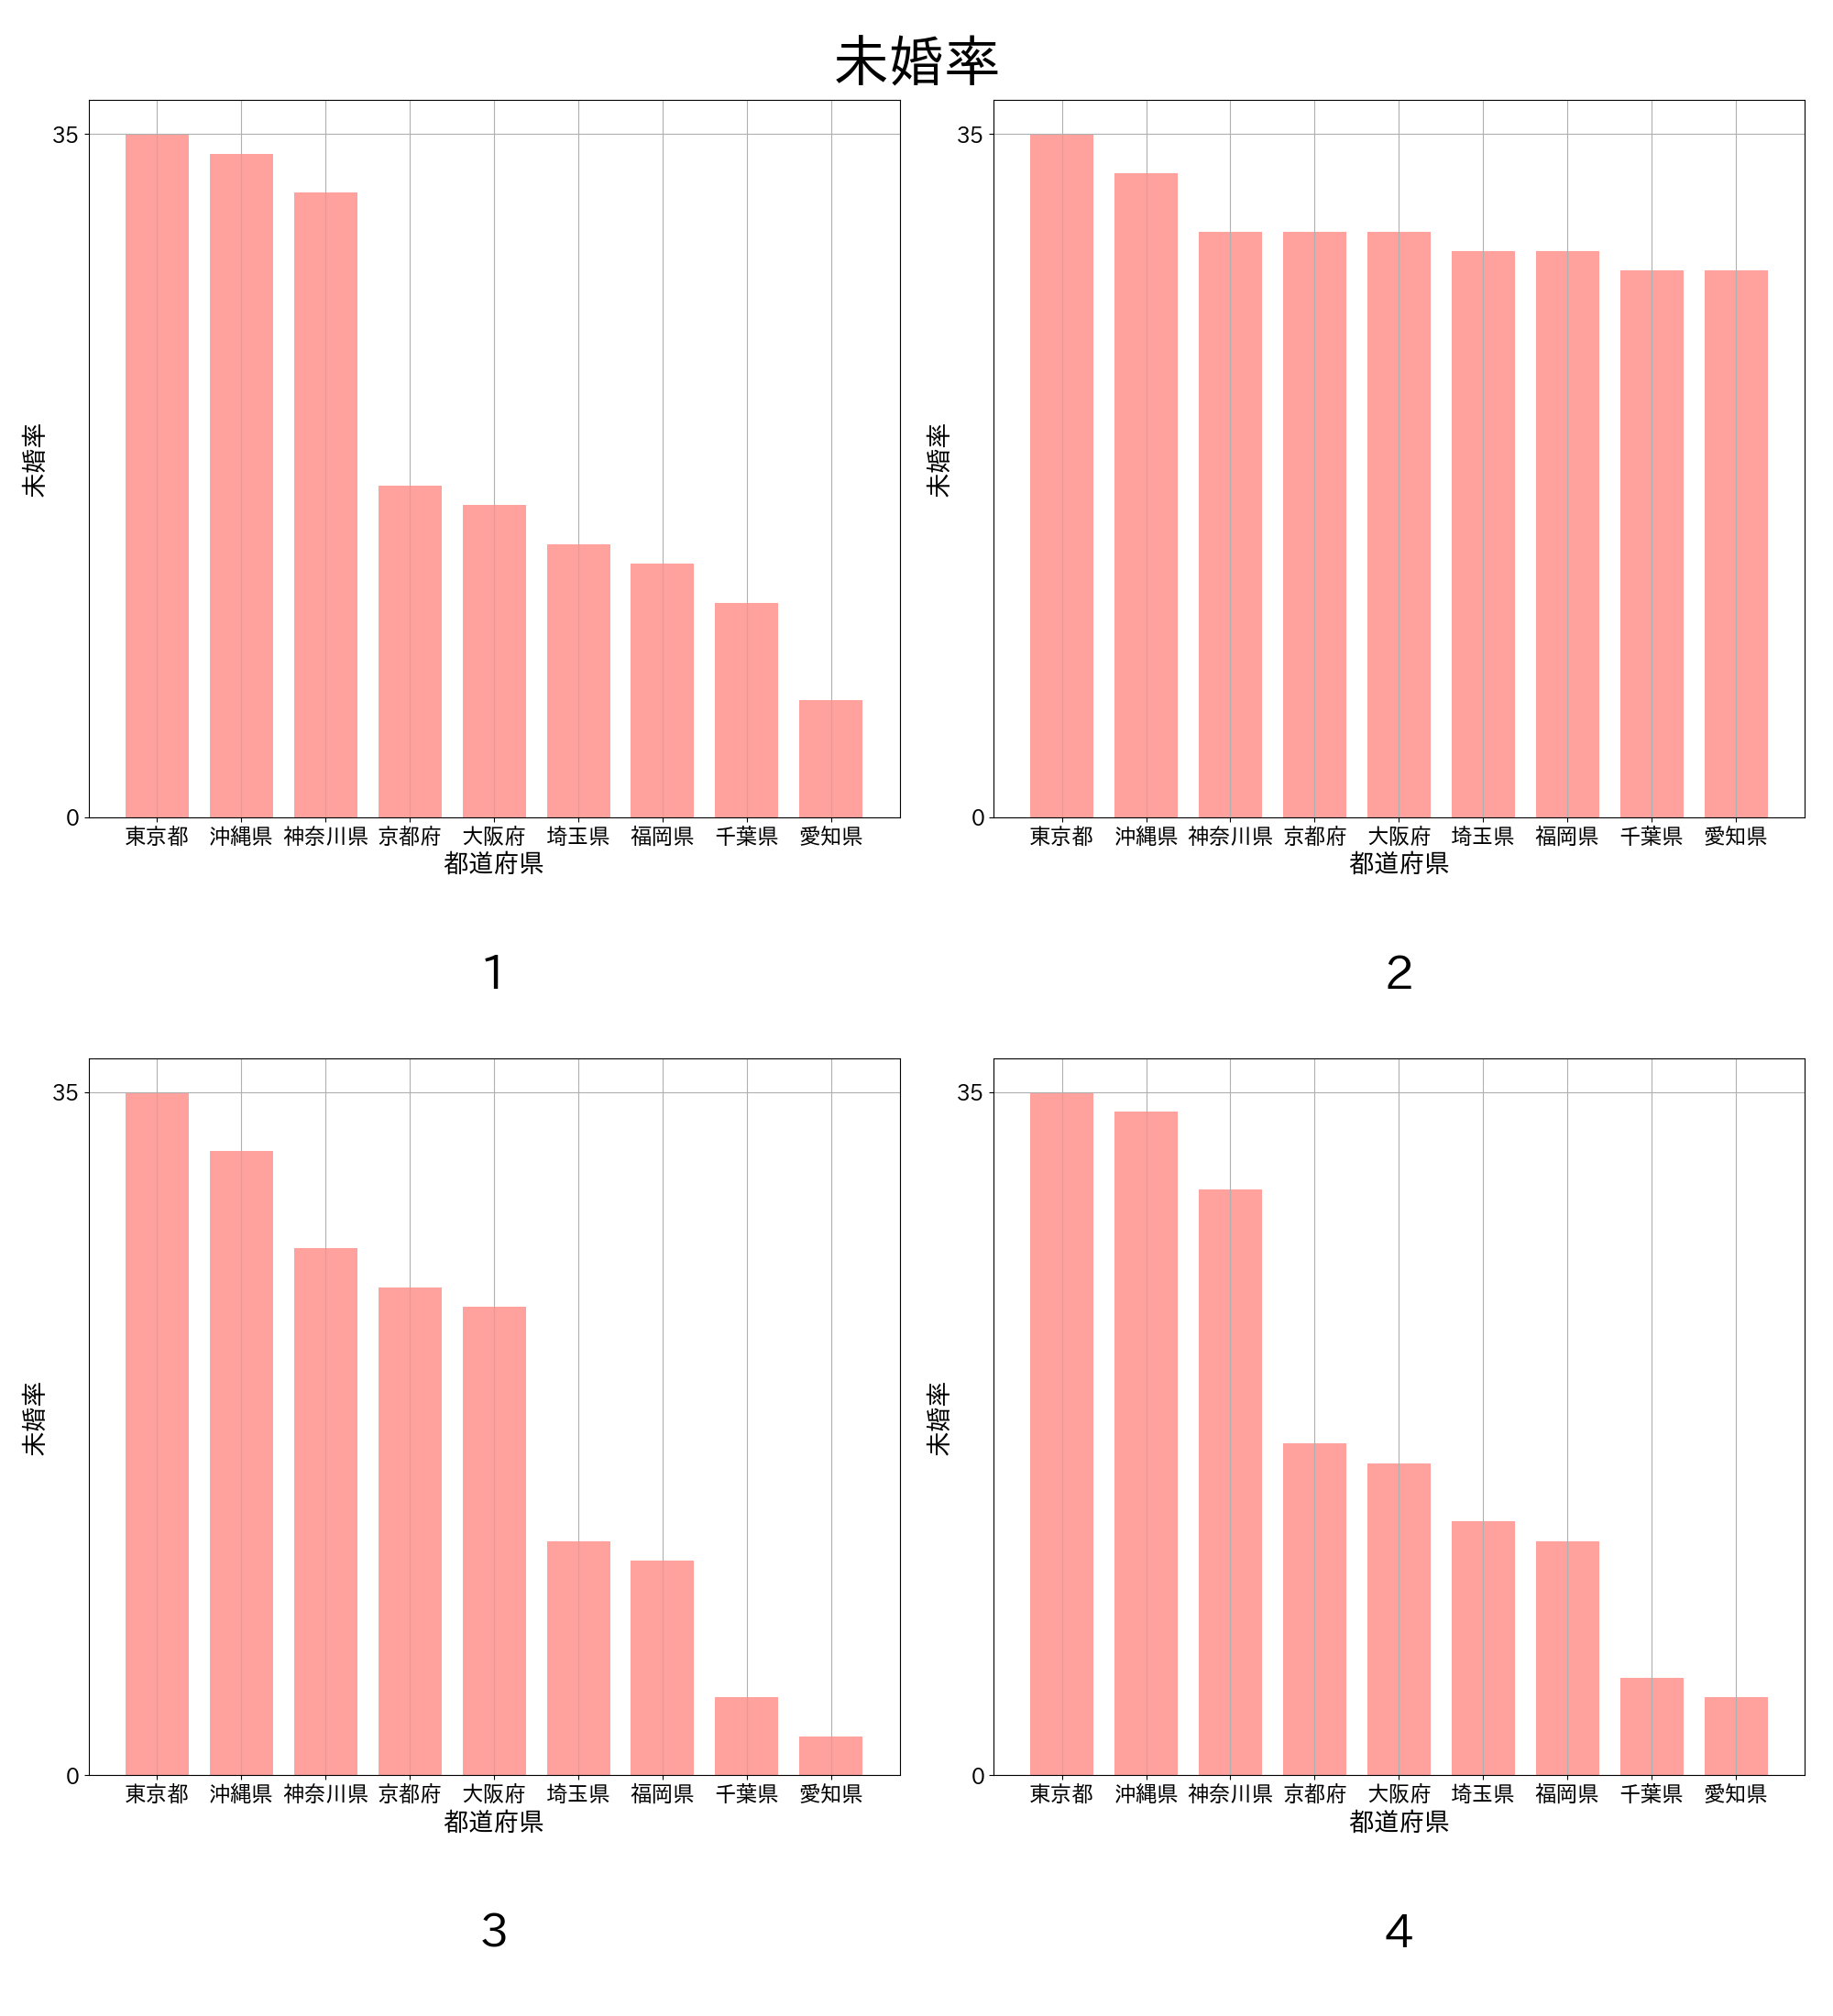 未婚率
35
0
未婚率
東京都 沖縄県 神奈川県 京都府 大阪府 埼玉県 福岡県 千葉県 愛知県
都道府県
1
35
0
未婚率
東京都 沖縄県 神奈川県 京都府 大阪府 埼玉県 福岡県 千葉県 愛知県
都道府県
2
35
0
未婚率
東京都 沖縄県 神奈川県 京都府 大阪府 埼玉県 福岡県 千葉県 愛知県
都道府県
3
35
0
未婚率
東京都 沖縄県 神奈川県 京都府 大阪府 埼玉県 福岡県 千葉県 愛知県
都道府県
4